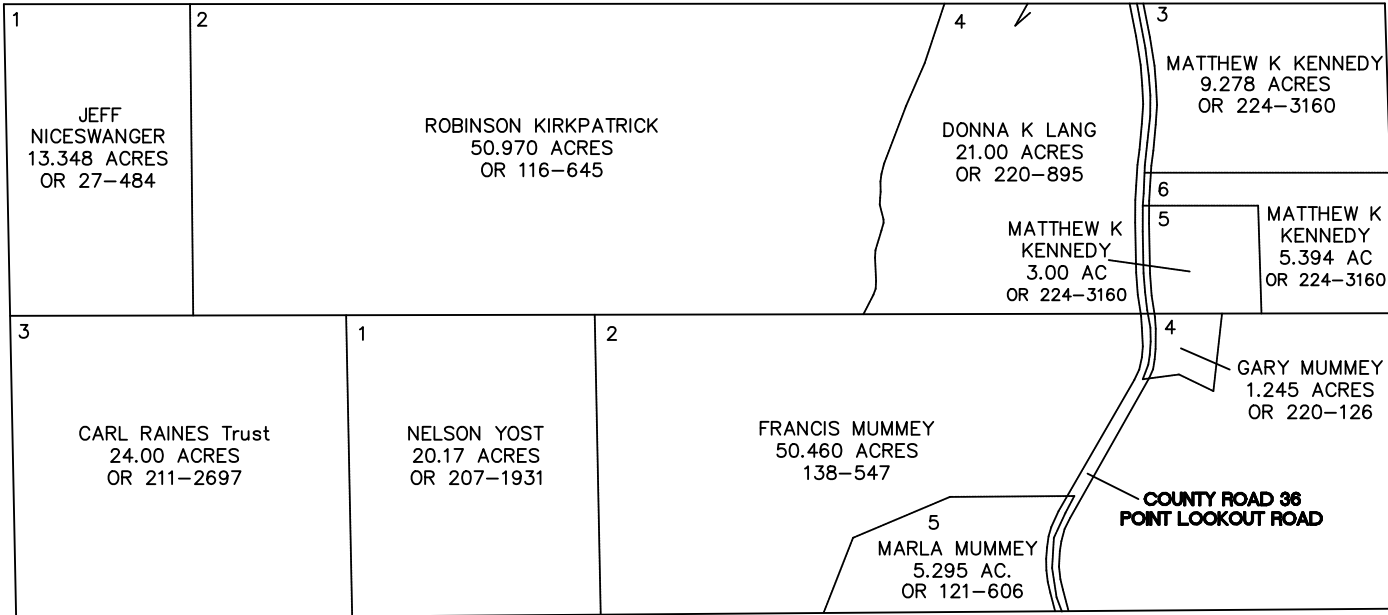 1
JEFF
NICESWANGER
13.348 ACRES
OR 27-484
2
ROBINSON KIRKPATRICK
50.970 ACRES
OR 116-645
4
DONNA K LANG
21.00 ACRES
OR 220-895
3
MATTHEW K KENNEDY
9.278 ACRES
OR 224-3160
6
MATTHEW K
KENNEDY
5.394 AC
OR 224-3160
5
MATTHEW K
KENNEDY
3.00 AC
OR 224-3160
3
CARL RAINES Trust
24.00 ACRES
OR 211-2697
1
NELSON YOST
20.17 ACRES
OR 207-1931
2
FRANCIS MUMMEY
50.460 ACRES
138-547
4
GARY MUMMEY
1.245 ACRES
OR 220-126
COUNTY ROAD 36
POINT LOOKOUT ROAD
5
MARLA MUMMEY
5.295 AC.
OR 121-606